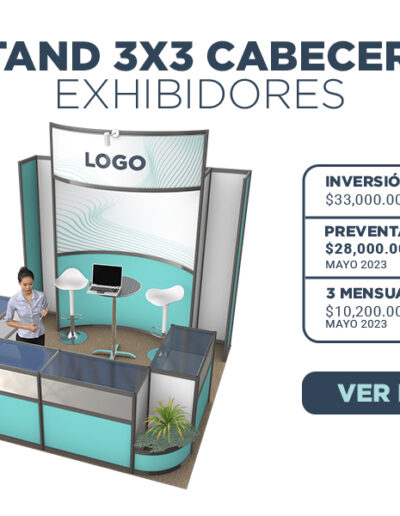 TAND 3X3 CABECER
EXHIBIDORES
LOGO
INVERSIÓ
$33,000.00
PREVENTA
$28,000.00
MAYO 2023
3 MENSUA
$10,200.00
MAYO 2023
VER